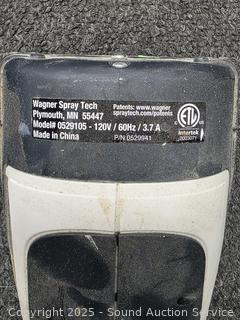 Wagner Spray Tech
Plymouth, MN 55447
Model# 0529105 - 120V / 60Hz / 3.7 A
Made in China
Patents: www.wagner
spraytech.com/patents
P/N 0529941
ETL
Intertek
Copyright 2025 - Sound Auction Service